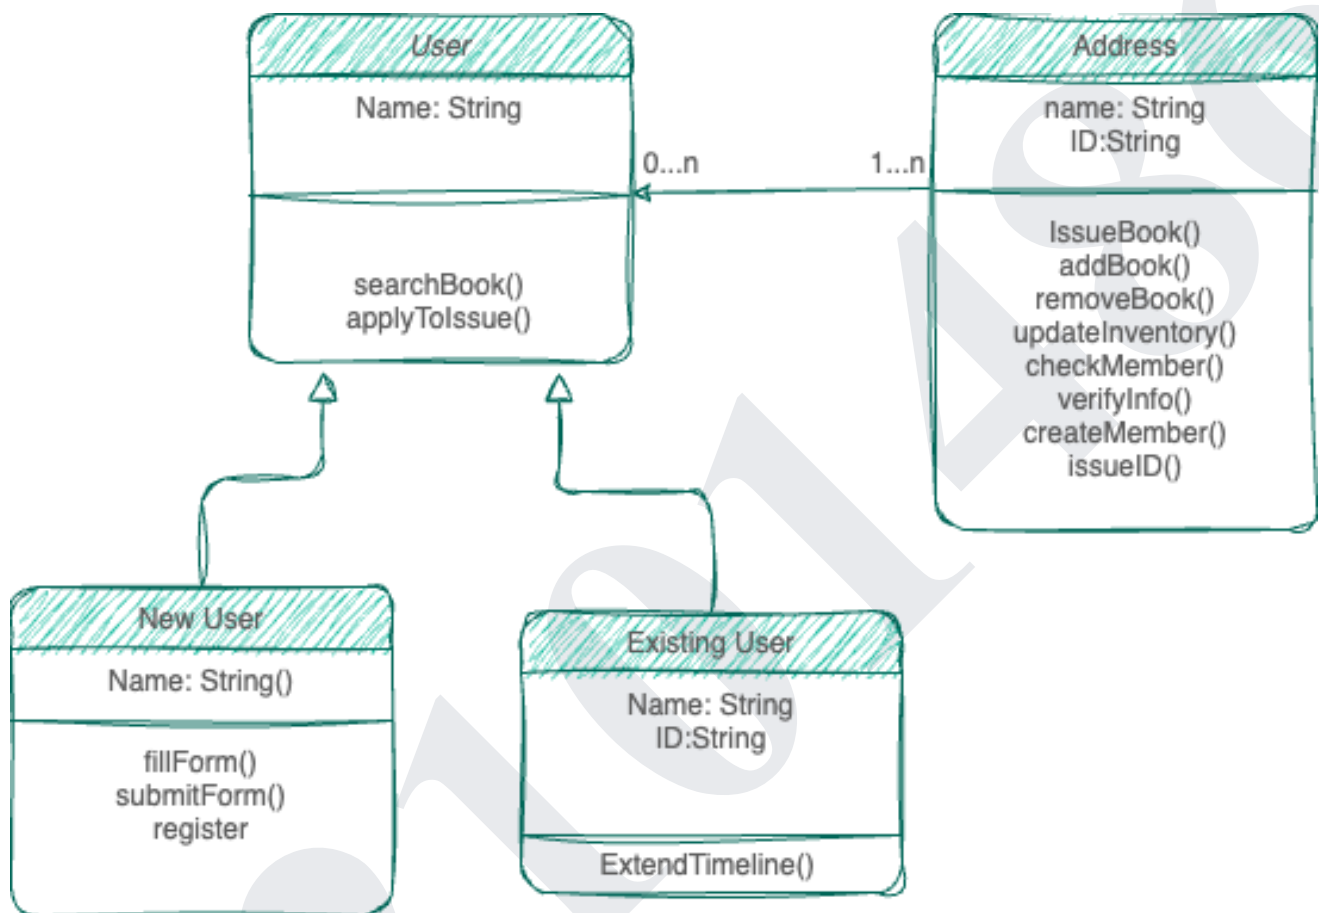 User
Name: String
searchBook()
applyToIssue()
0...n
1...n
Address
name: String
ID:String
IssueBook()
addBook()
removeBook()
updateInventory()
checkMember()
verifyInfo()
createMember()
issueID()
New User
Name: String()
fillForm()
submitForm()
register
Existing User
Name: String
ID:String
ExtendTimeline()